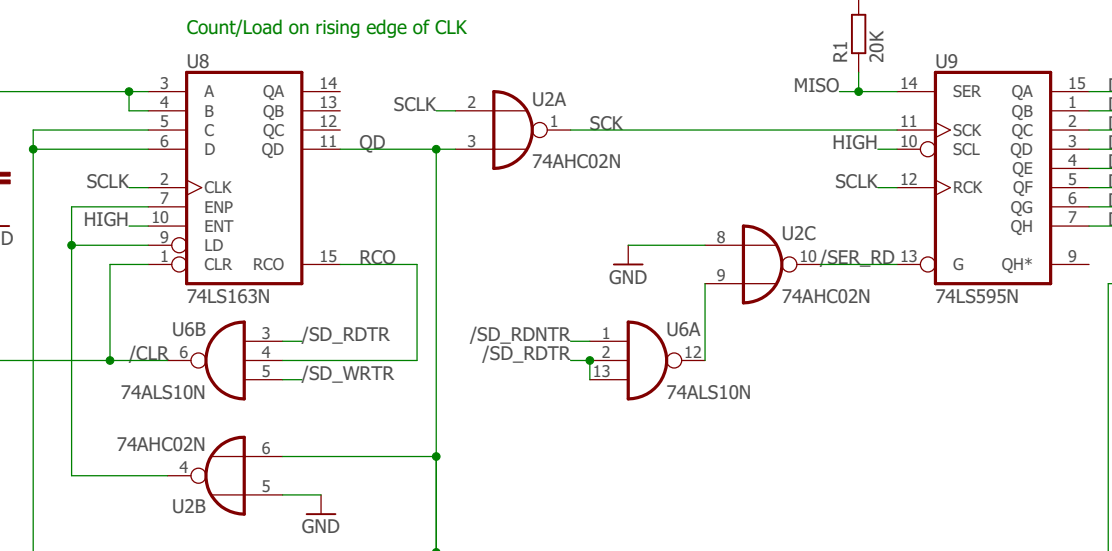 Count/Load on rising edge of CLK
U8
3 A QA 14
4 B QB 13
5 C QC 12
6 D QD 11 QD
SCLK 2 CLK
7 ENP
HIGH 10 ENT
9 LD
1 CLR RCO 15 RCO
74LS163N
D
SCLK 2
U2A
1 SCK
3
74AHC02N
R1
20K
U9
MISO 14 SER QA 15
QB 1
11 SCK QC 2
HIGH 10 SCL QD 3
QE 4
SCLK 12 RCK QF 5
QG 6
QH 7
13 G QH* 9
74LS595N
8
U2C
GND
10 /SER_RD
9
74AHC02N
U6B
3 /SD_RDTR
/CLR 6
4
5 /SD_WRTR
74ALS10N
/SD_RDNTR 1
U6A
/SD_RDTR 2
12
13
74ALS10N
74AHC02N
6
4
5
U2B
GND